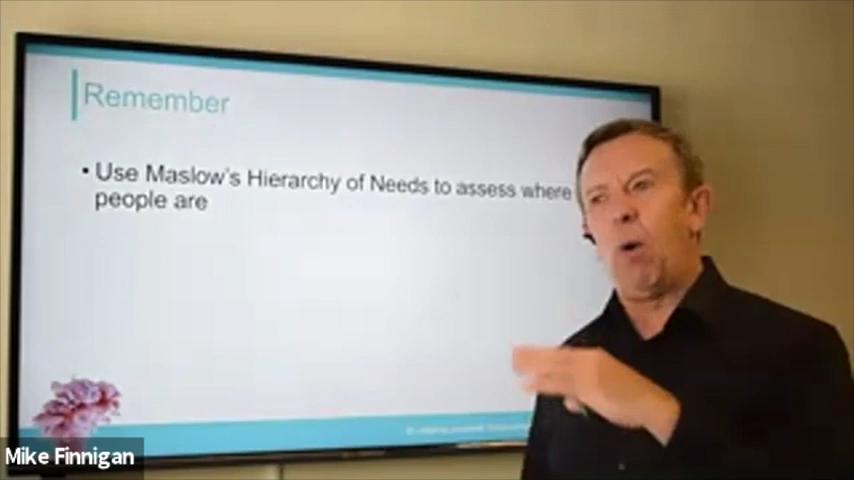 Remember
• Use Maslow's Hierarchy of Needs to assess where
people are
Mike Finnigan